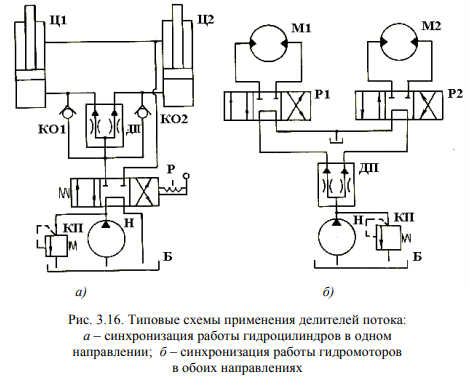 Ц1
Ц2
М1
М2
КО1
ДП
КО2
Р1
Р2
Р
ДП
КП
Н
Б
Н
КП
Б
а)
б)
Рис. 3.16. Типовые схемы применения делителей потока:
а – синхронизация работы гидроцилиндров в одном
направлении; б – синхронизация работы гидромоторов
в обоих направлениях